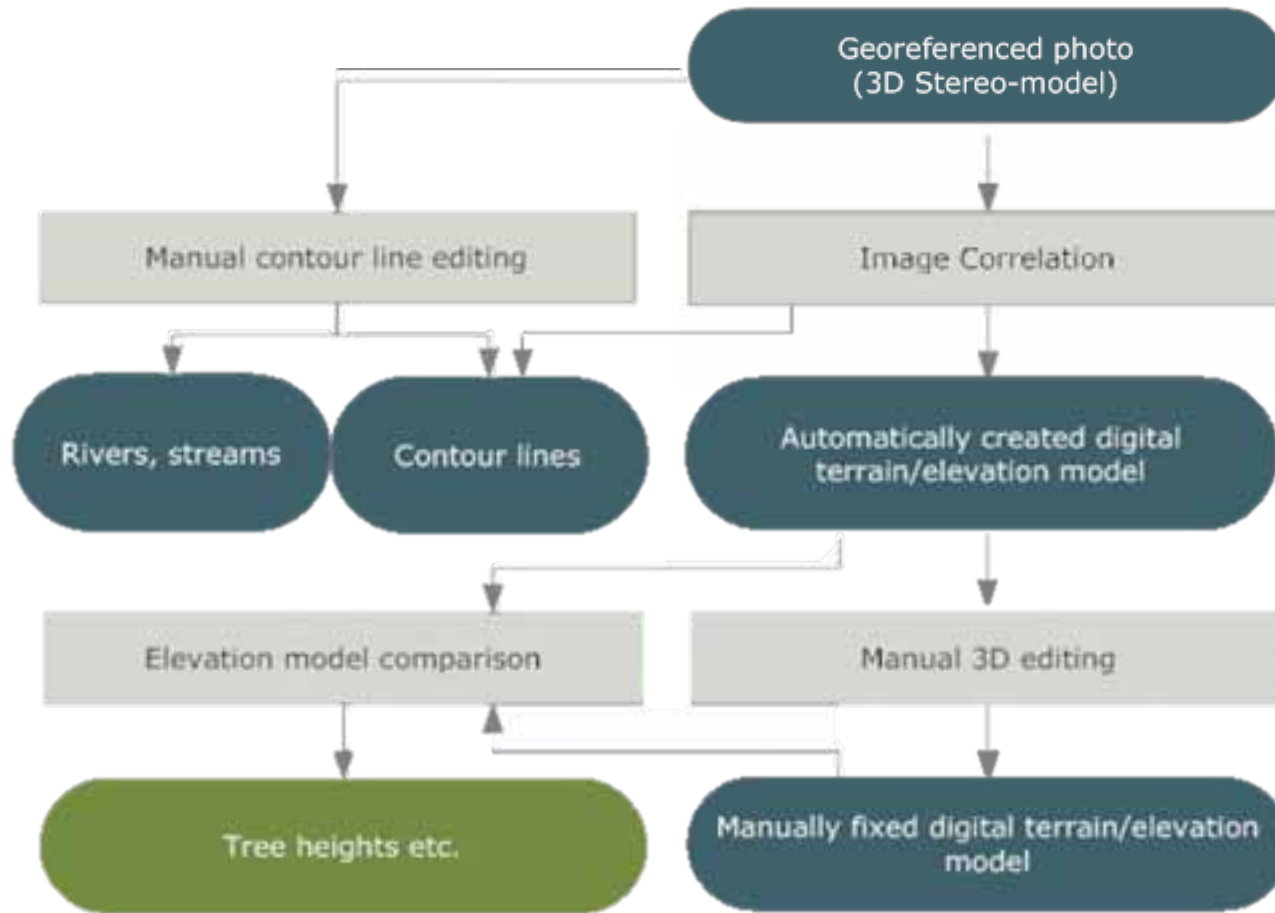 Georeferenced photo
(3D Stereo-model)
Manual contour line editing
Image Correlation
Rivers, streams
Contour lines
Automatically created digital
terrain/elevation model
Elevation model comparison
Manual 3D editing
Tree heights etc.
Manually fixed digital terrain/elevation
model